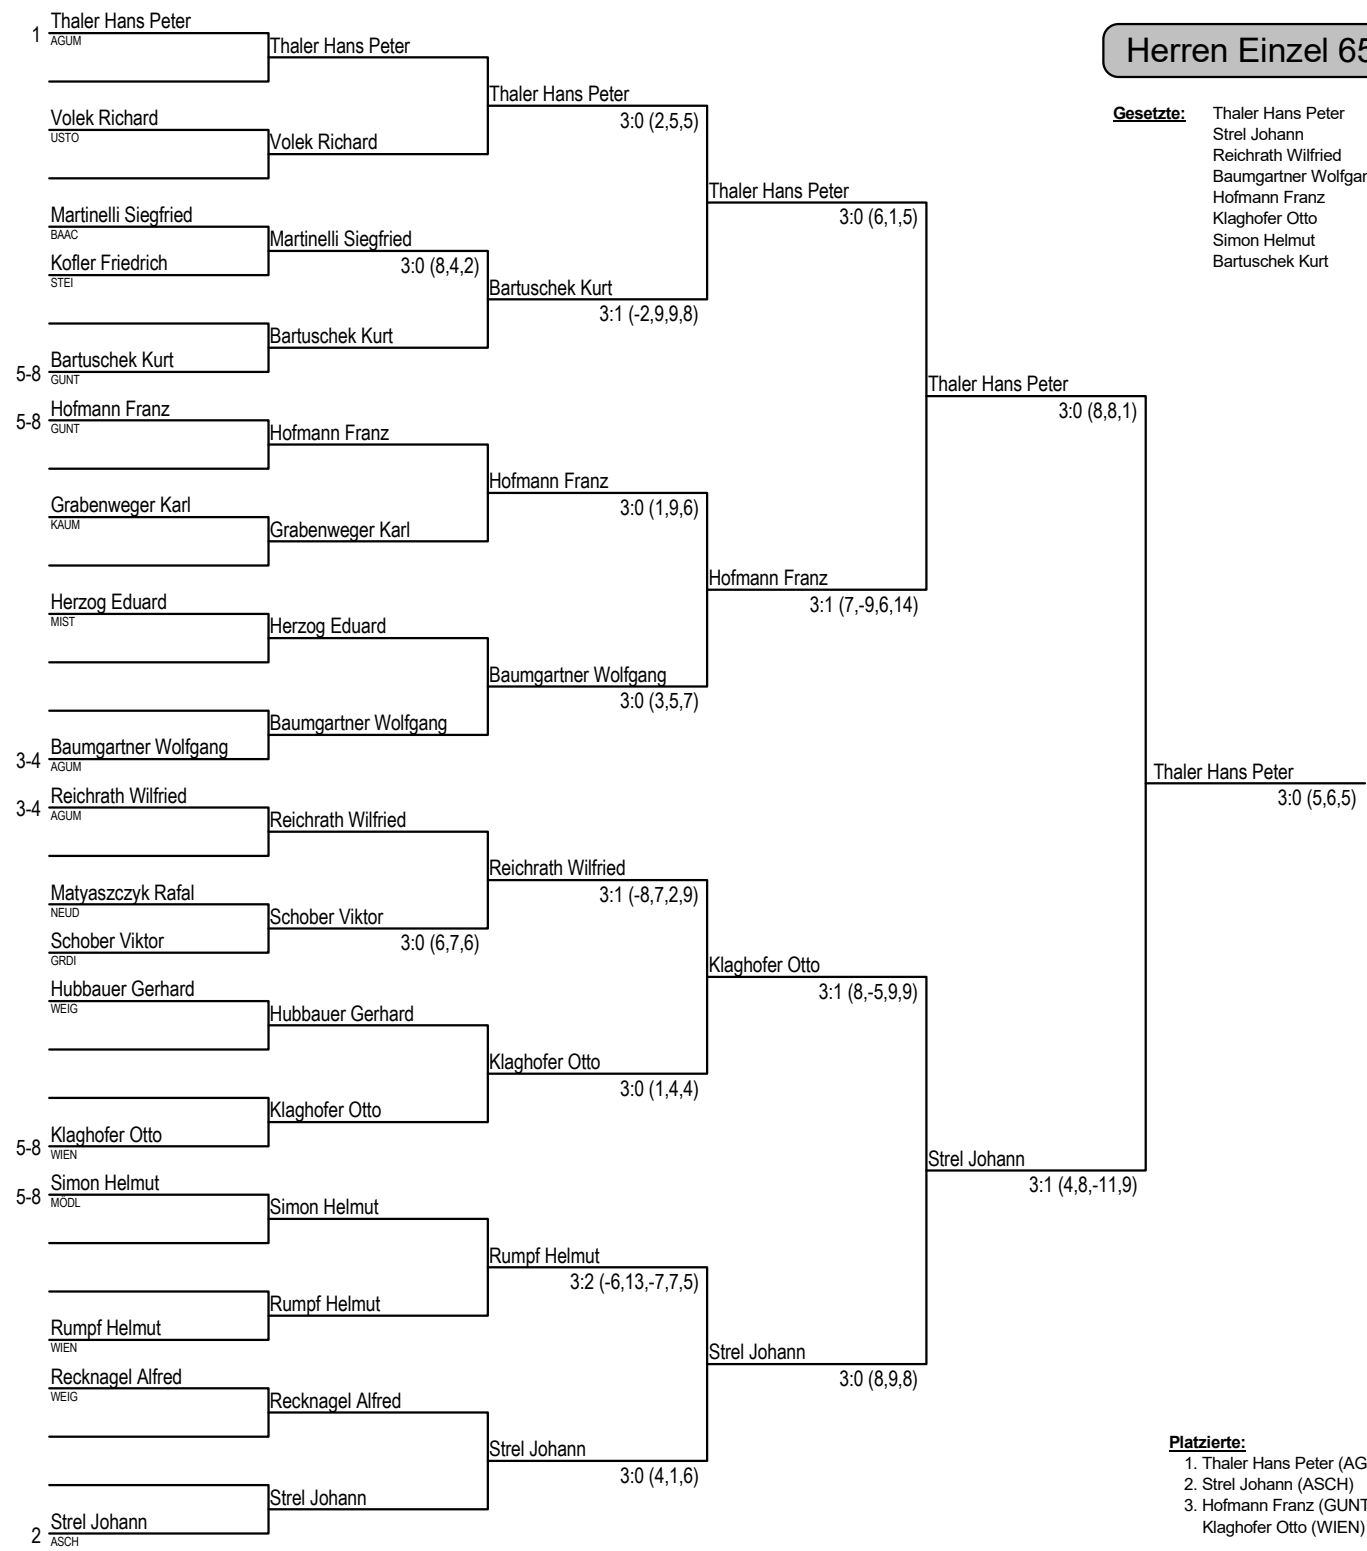 Herren Einzel 65
Gesetzte: Thaler Hans Peter
Strel Johann
Reichrath Wilfried
Baumgartner Wolfgan
Hofmann Franz
Klaghofer Otto
Simon Helmut
Bartuschek Kurt
1 Thaler Hans Peter
AGUM
Volek Richard
USTO
Martinelli Siegfried
BAAC
Kofler Friedrich
STEI
5-8 Bartuschek Kurt
GUNT
5-8 Hofmann Franz
GUNT
Grabenweger Karl
KAUM
Herzog Eduard
MIST
3-4 Baumgartner Wolfgang
AGUM
3-4 Reichrath Wilfried
AGUM
Matyaszczyk Rafal
NEUD
Schober Viktor
GRDI
Hubbauer Gerhard
WEIG
5-8 Klaghofer Otto
WIEN
5-8 Simon Helmut
MÖDL
Rumpf Helmut
WIEN
Recknagel Alfred
WEIG
2 Strel Johann
ASCH
Thaler Hans Peter
Volek Richard
Martinelli Siegfried
3:0 (8,4,2)
Bartuschek Kurt
Hofmann Franz
Grabenweger Karl
Herzog Eduard
Baumgartner Wolfgang
Reichrath Wilfried
Schober Viktor
3:0 (6,7,6)
Hubbauer Gerhard
Klaghofer Otto
Simon Helmut
Rumpf Helmut
Recknagel Alfred
Strel Johann
Thaler Hans Peter
3:0 (2,5,5)
Bartuschek Kurt
3:1 (-2,9,9,8)
Hofmann Franz
3:0 (1,9,6)
Baumgartner Wolfgang
3:0 (3,5,7)
Reichrath Wilfried
3:1 (-8,7,2,9)
Klaghofer Otto
3:0 (1,4,4)
Rumpf Helmut
3:2 (-6,13,-7,7,5)
Strel Johann
3:0 (4,1,6)
Thaler Hans Peter
3:0 (6,1,5)
Hofmann Franz
3:1 (7,-9,6,14)
Klaghofer Otto
3:1 (8,-5,9,9)
Strel Johann
3:0 (8,9,8)
Thaler Hans Peter
3:0 (8,8,1)
Strel Johann
3:1 (4,8,-11,9)
Thaler Hans Peter
3:0 (5,6,5)
Platzierte:
1. Thaler Hans Peter (AG
2. Strel Johann (ASCH)
3. Hofmann Franz (GUNT
Klaghofer Otto (WIEN)